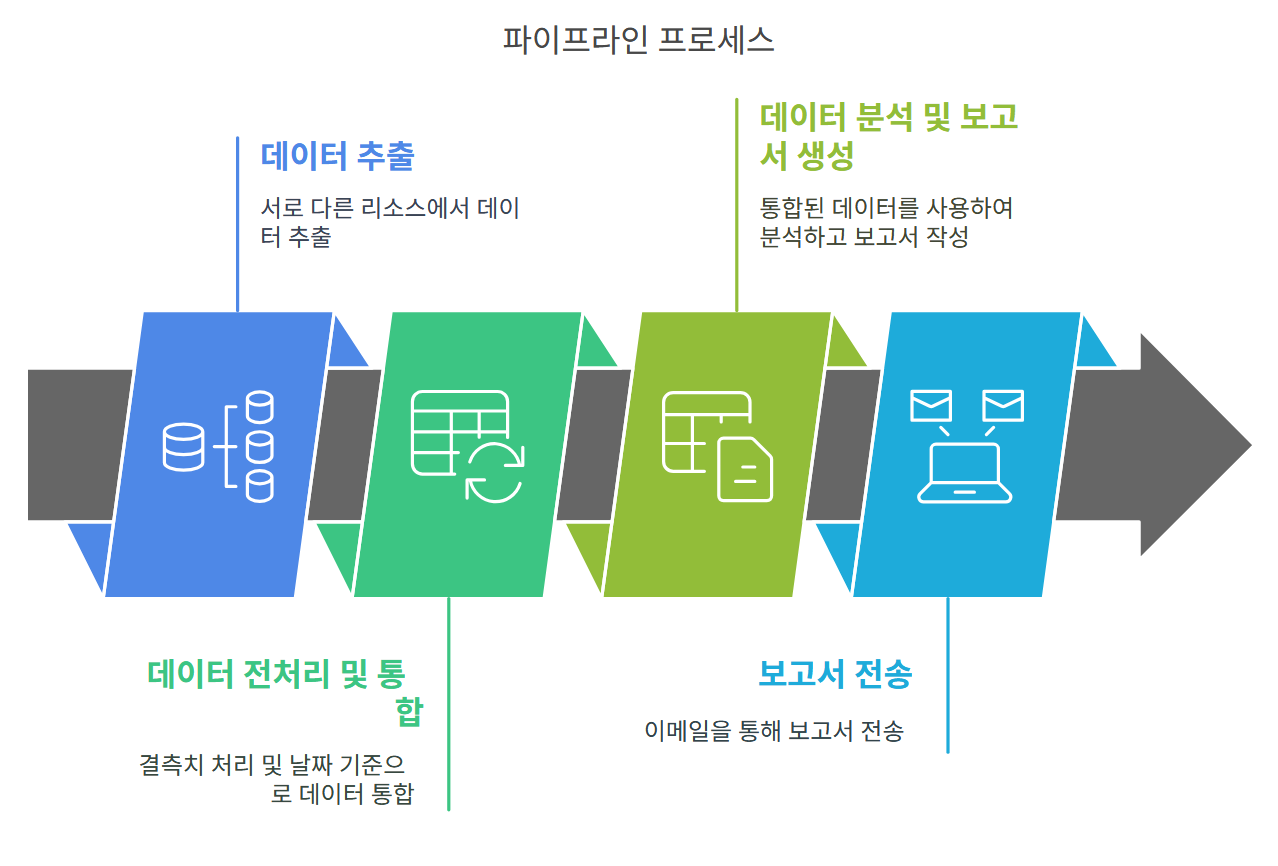 파이프라인 프로세스
데이터 추출
서로 다른 리소스에서 데이
터 추출
데이터 분석 및 보고
서 생성
통합된 데이터를 사용하여
분석하고 보고서 작성
데이터 전처리 및 통
합
결측치 처리 및 날짜 기준으
로 데이터 통합
보고서 전송
이메일을 통해 보고서 전송